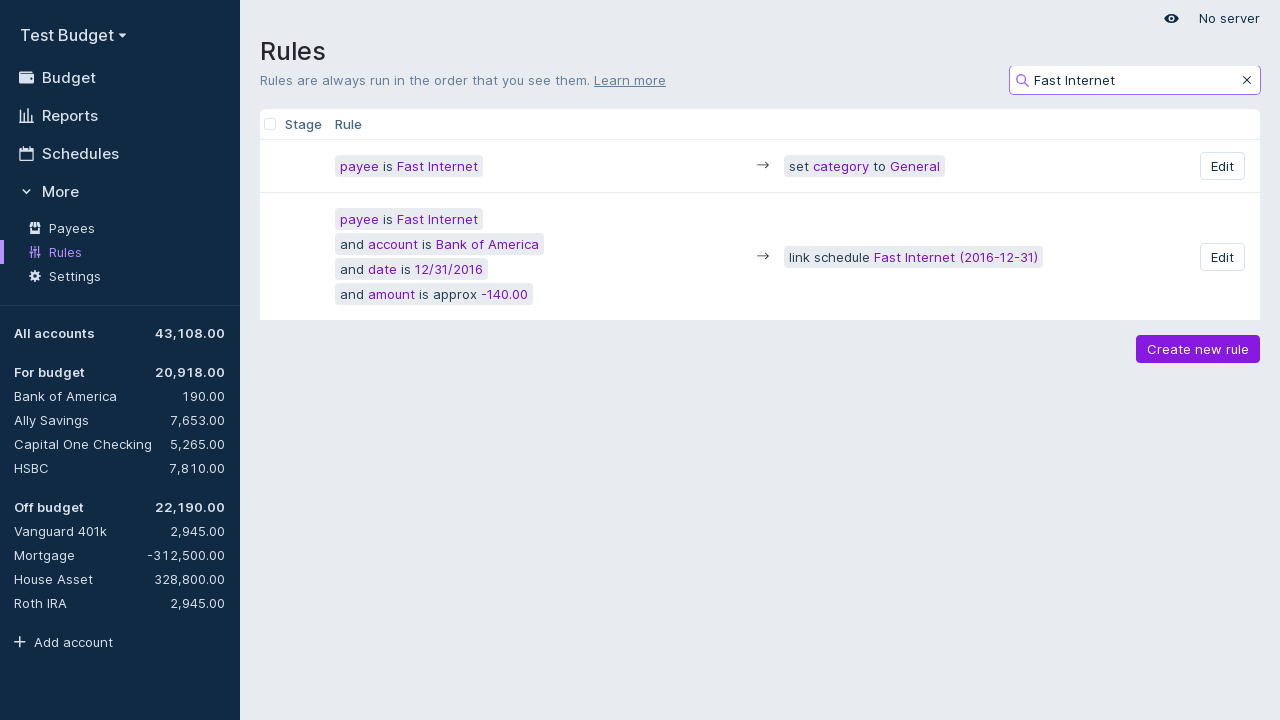 Test Budget
Budget
Reports
Schedules
More
Payees
Rules
Settings
All accounts 43,108.00
For budget 20,918.00
Bank of America 190.00
Ally Savings 7,653.00
Capital One Checking 5,265.00
HSBC 7,810.00
Off budget 22,190.00
Vanguard 401k 2,945.00
Mortgage -312,500.00
House Asset 328,800.00
Roth IRA 2,945.00
Add account
No server
Rules
Rules are always run in the order that you see them. Learn more
Fast Internet
Stage Rule
payee is Fast Internet → set category to General Edit
payee is Fast Internet
and account is Bank of America
→ link schedule Fast Internet (2016-12-31) Edit
and date is 12/31/2016
and amount is approx -140.00
Create new rule